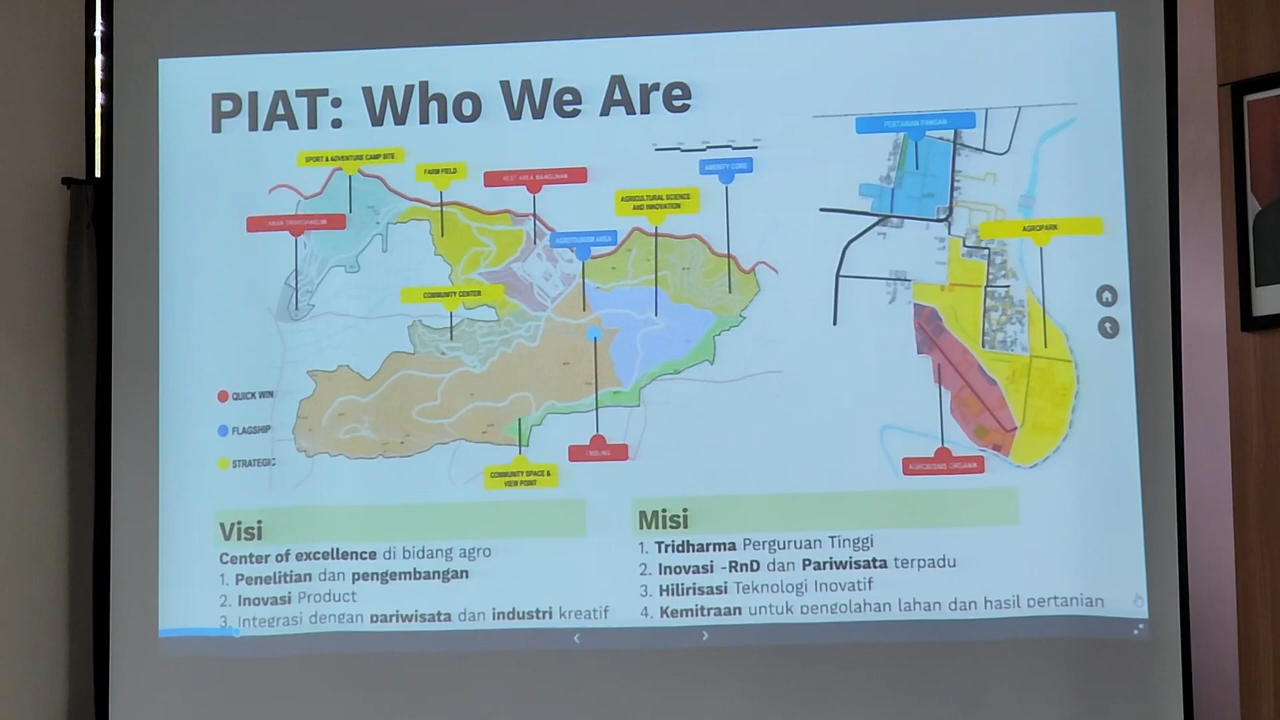 PIAT: Who We Are
SPORT & ADVENTURE CAMP SITE
FARM FIELD
REST AREA BANGUNAN
AMENITY CORE
PERTANIAN PANGAN
AGRICULTURAL SCIENCE
AND INNOVATION
AGROTOURISM AREA
AGROPARK
COMMUNITY CENTER
QUICK WIN
FLAGSHIP
STRATEGIC
COMMUNITY SPACE &
VIEW POINT
AGROBISNIS ORGANIK
Visi
Center of excellence di bidang agro
1. Penelitian dan pengembangan
2. Inovasi Product
3. Integrasi dengan pariwisata dan industri kreatif
Misi
1. Tridharma Perguruan Tinggi
2. Inovasi -RnD dan Pariwisata terpadu
3. Hilirisasi Teknologi Inovatif
4. Kemitraan untuk pengolahan lahan dan hasil pertanian